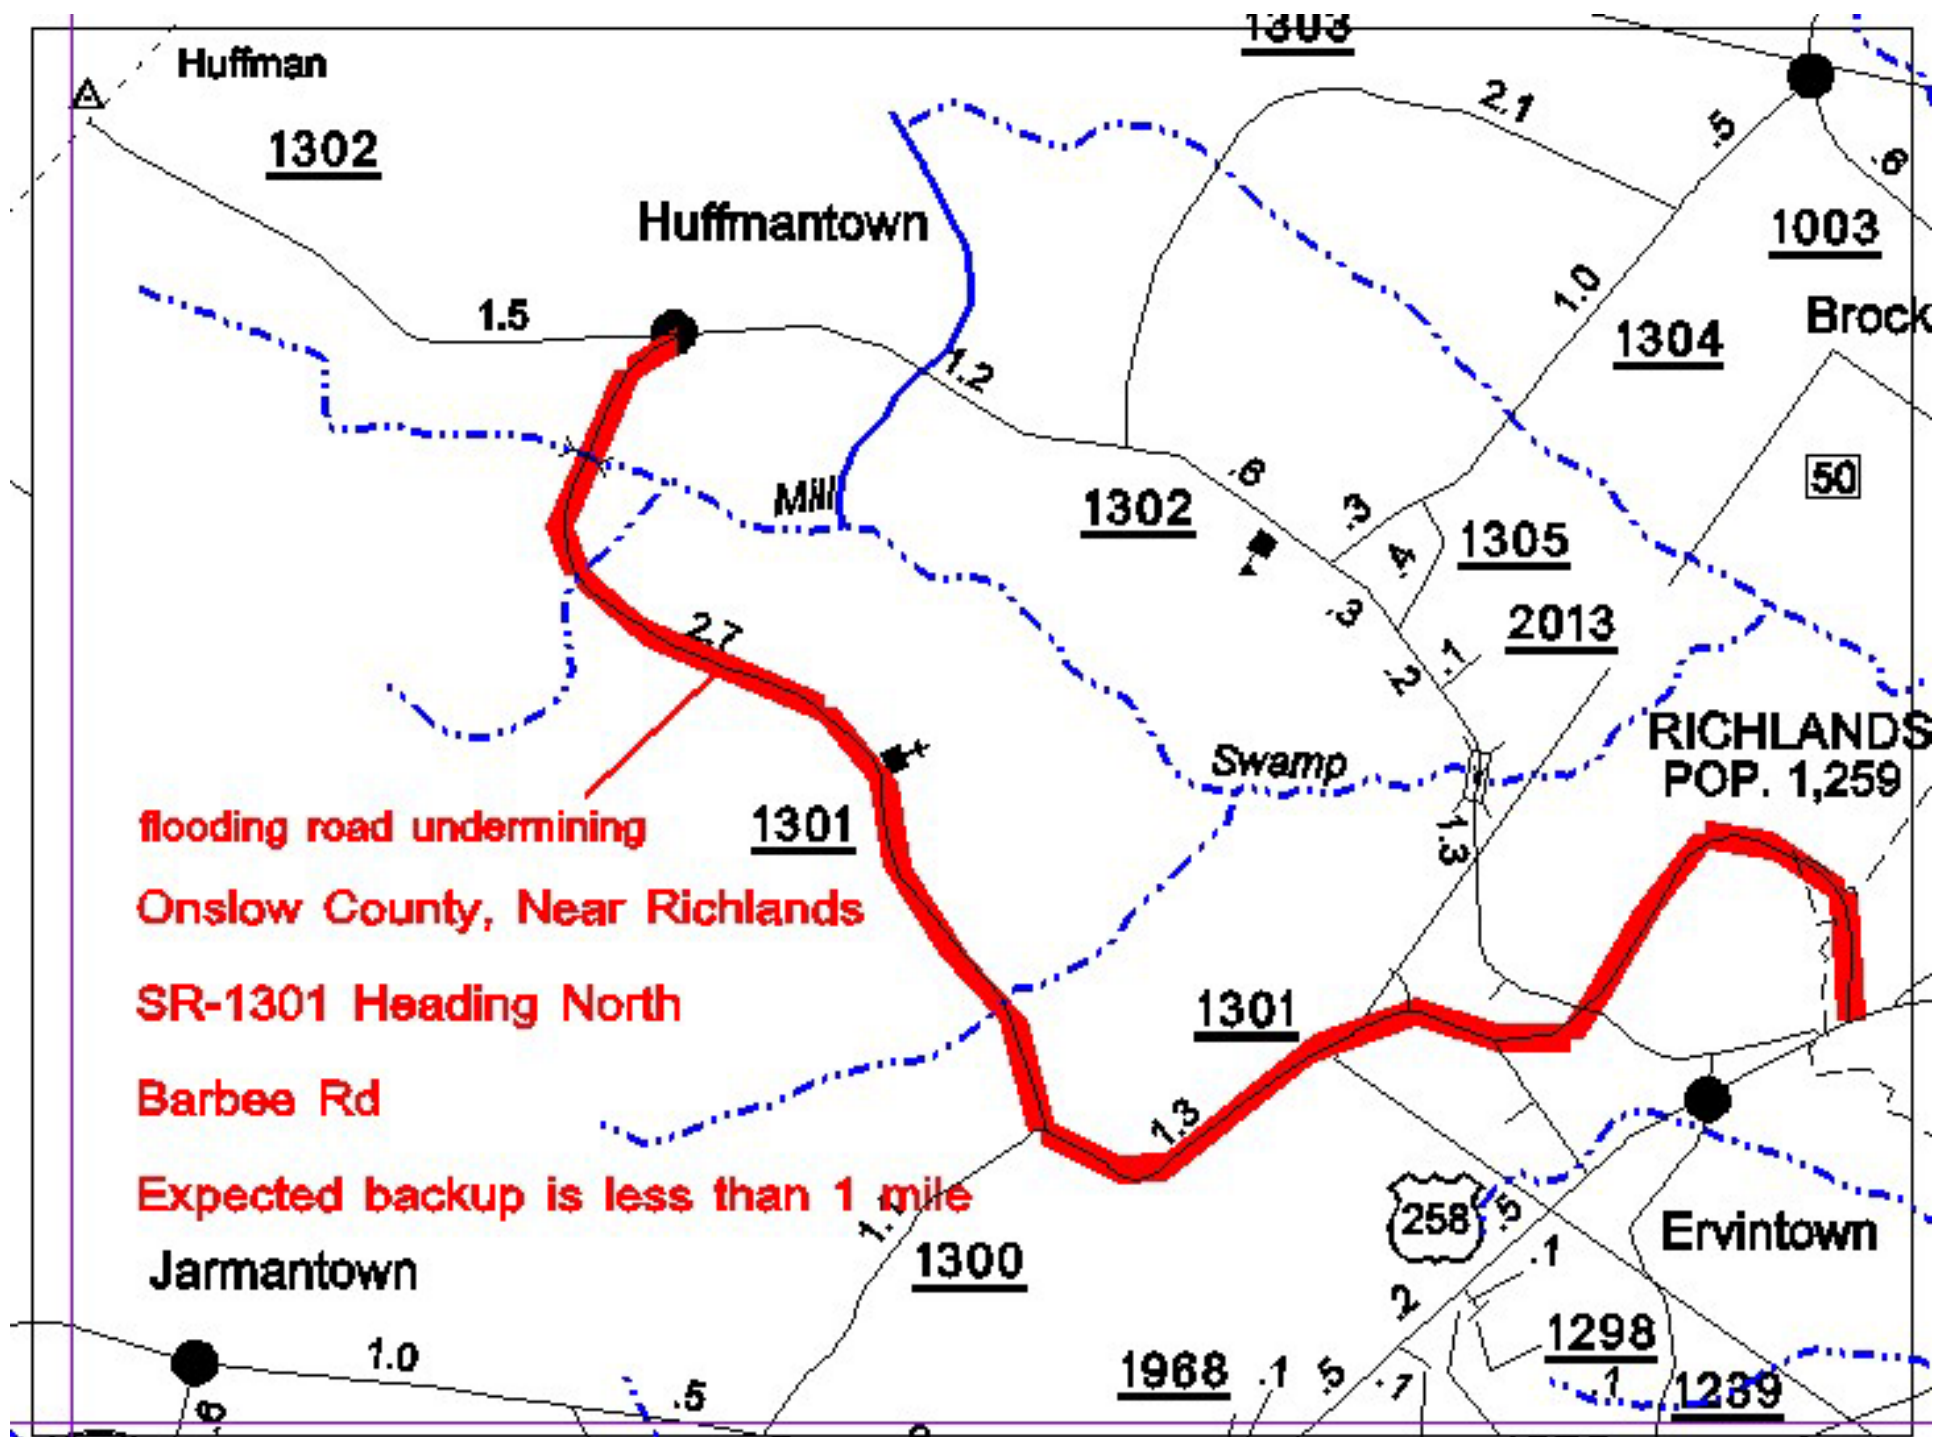 1303
Huffman
2.1
.5
1302
.6
Huffmantown
1003
1.0
1.5
Brock
1304
1.2
.6
50
Mill
1302
.3
.4
1305
.3
2013
2.7
.1
.2
RICHLANDS
Swamp
POP. 1,259
1301
1.3
flooding road undermining
Onslow County, Near Richlands
SR-1301 Heading North
1301
Barbee Rd
1.3
Expected backup is less than 1 mile
258
.5
1.1
Ervintown
Jarmantown
1300
.1
.2
1298
1.0
1968
.1
.5
.1
1239
.5